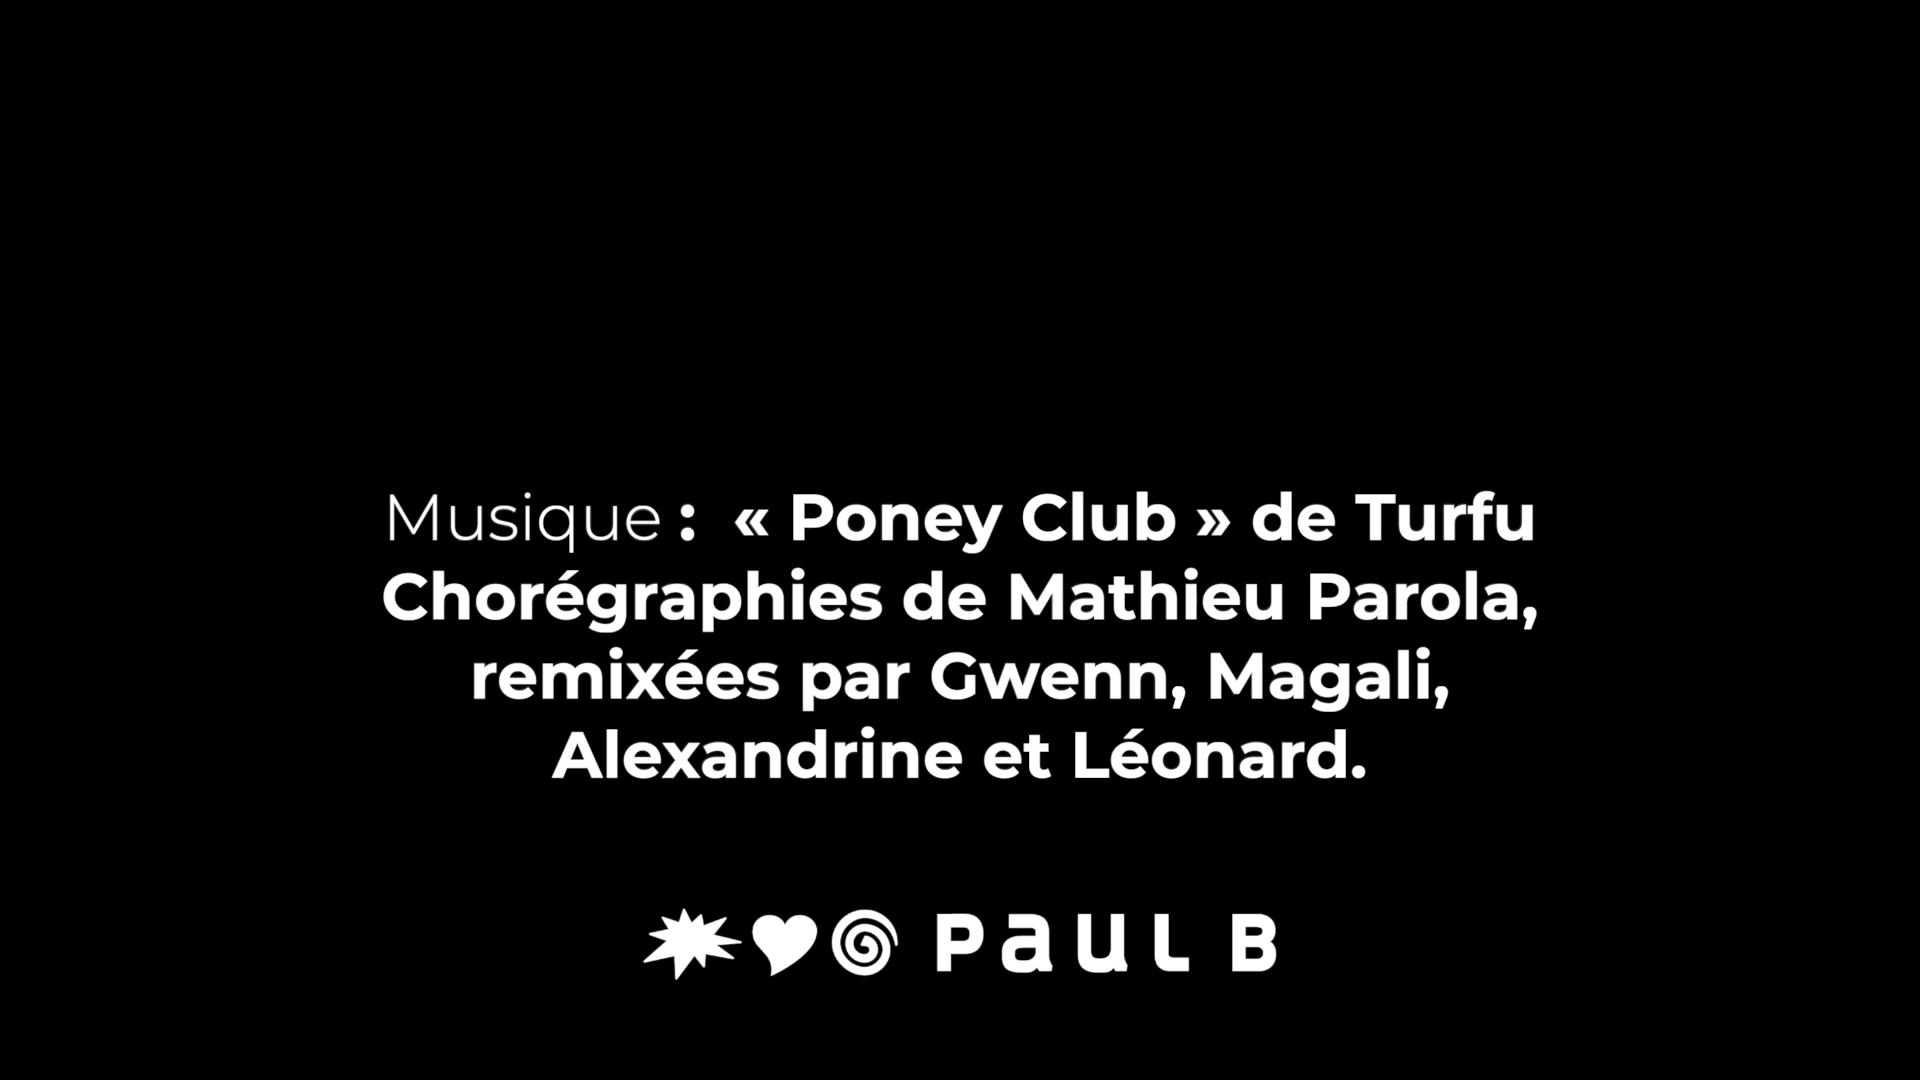 Musique :  « Poney Club » de Turfu
Chorégraphies de Mathieu Parola,
remixées par Gwenn, Magali,
Alexandrine et Léonard.
PAUL B